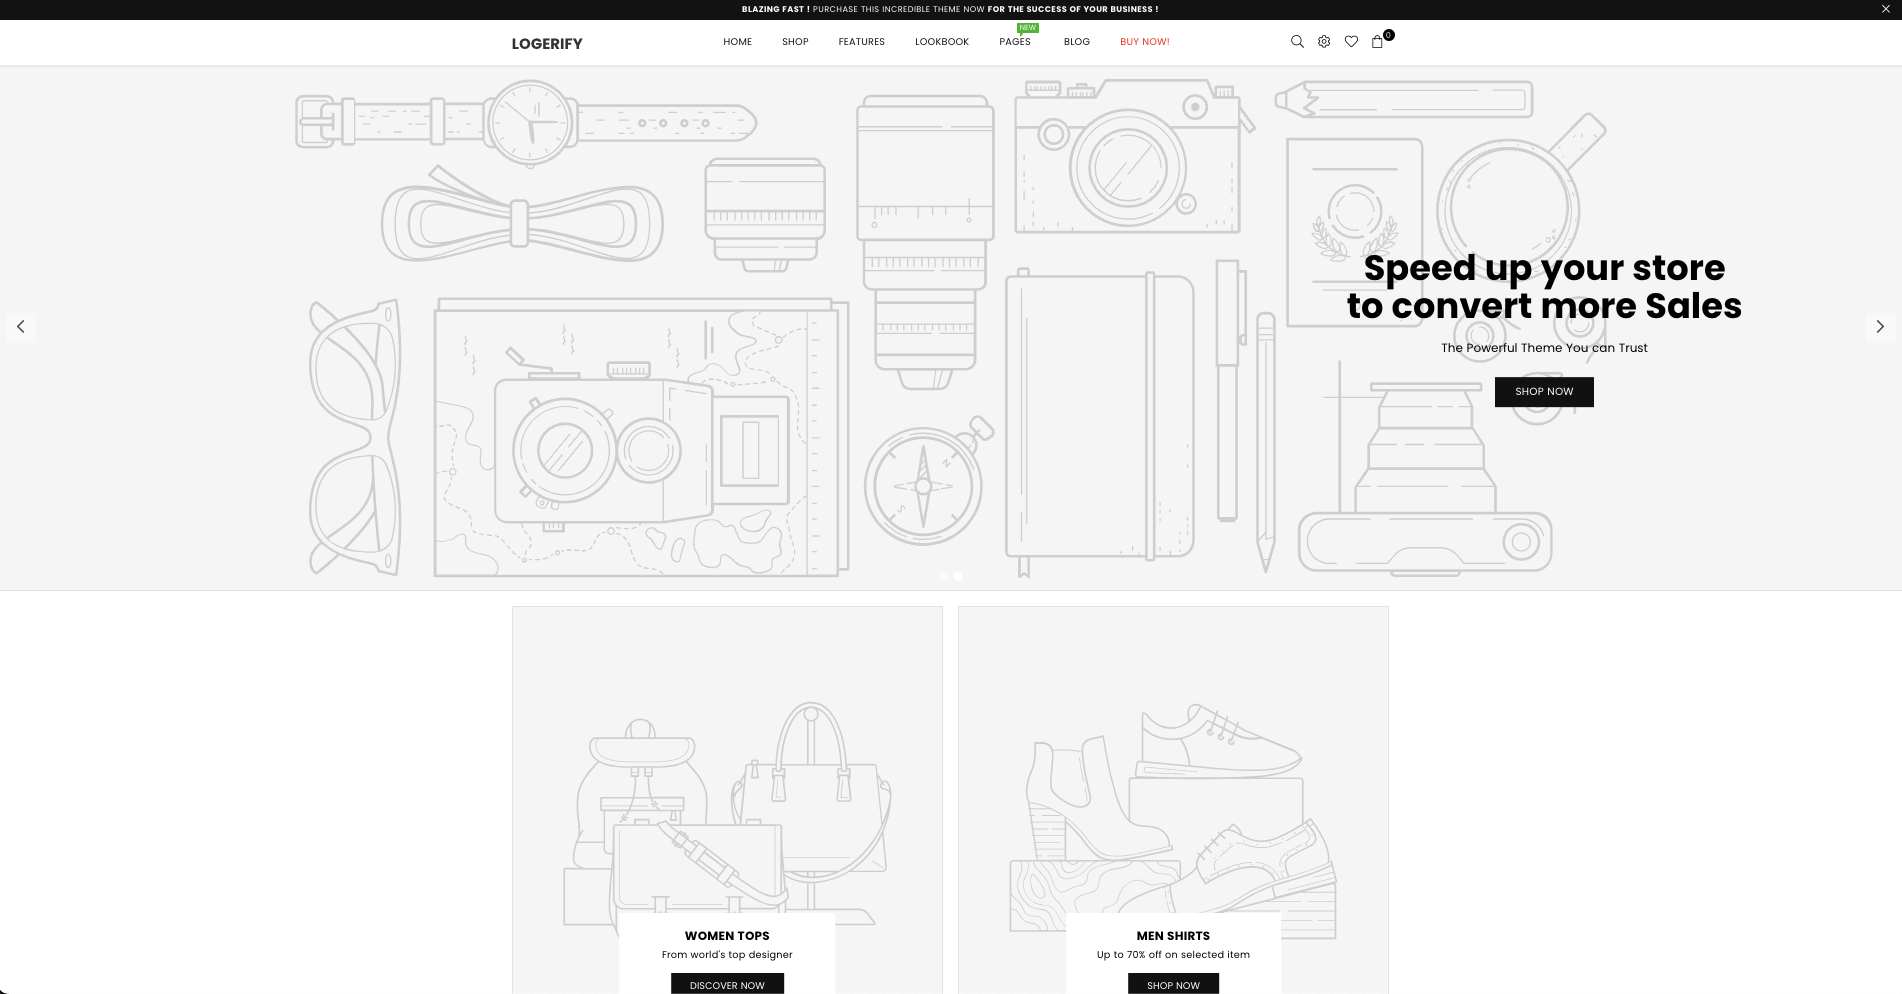 BLAZING FAST ! PURCHASE THIS INCREDIBLE THEME NOW FOR THE SUCCESS OF YOUR BUSINESS !
NEW
LOGERIFY HOME SHOP FEATURES LOOKBOOK PAGES BLOG BUY NOW! 0
Speed up your store
to convert more Sales
The Powerful Theme You can Trust
SHOP NOW
N
S
WOMEN TOPS
From world's top designer
DISCOVER NOW
MEN SHIRTS
Up to 70% off on selected item
SHOP NOW